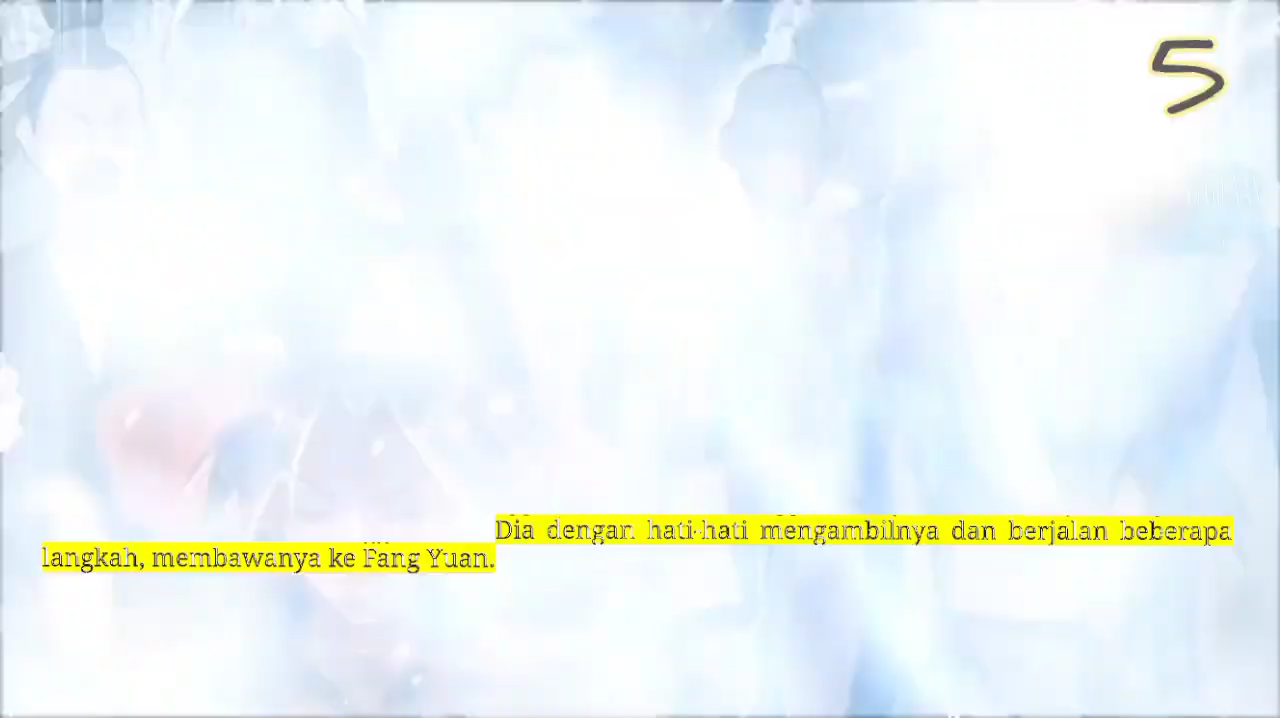 5
Dia dengan hati-hati mengambilnya dan berjalan beberapa
langkah, membawanya ke Fang Yuan.